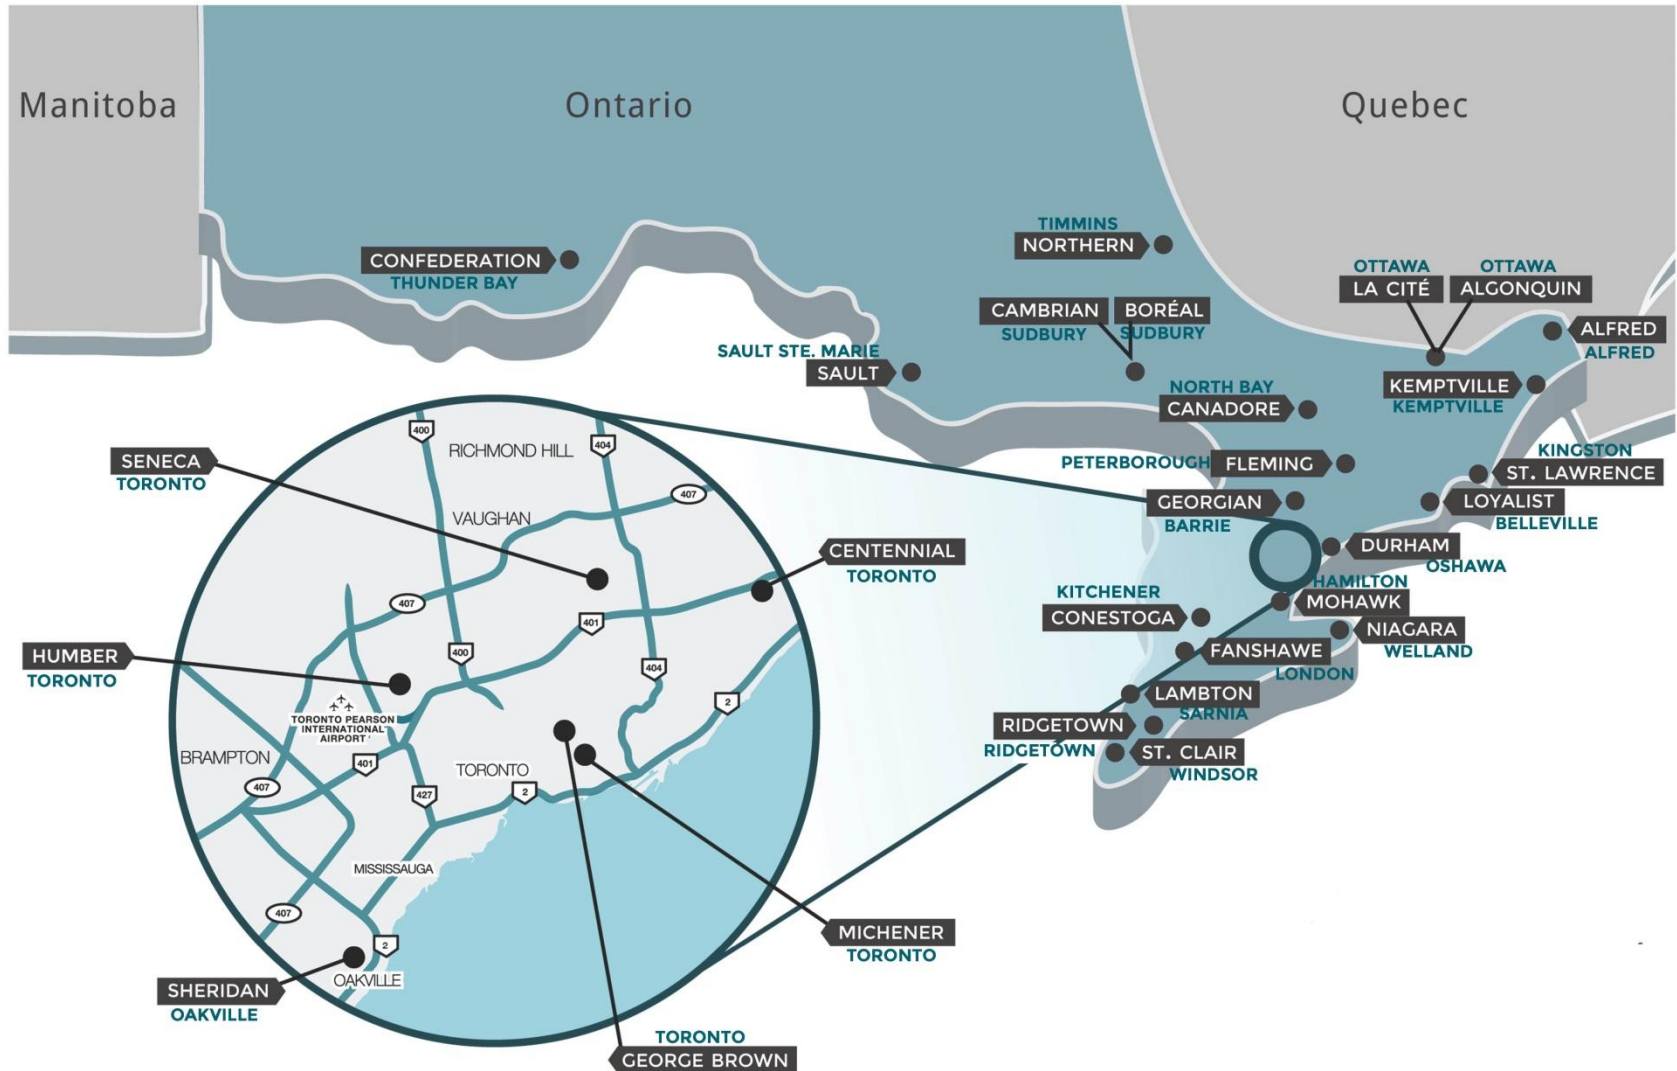 Manitoba
Ontario
Quebec
TIMMINS
NORTHERN
CONFEDERATION
THUNDER BAY
OTTAWA
LA CITÉ
OTTAWA
ALGONQUIN
CAMBRIAN
SUDBURY
BORÉAL
SUDBURY
ALFRED
ALFRED
SAULT STE. MARIE
SAULT
KEMPTVILLE
KEMPTVILLE
NORTH BAY
CANADORE
PETERBOROUGH
FLEMING
KINGSTON
ST. LAWRENCE
GEORGIAN
BARRIE
LOYALIST
BELLEVILLE
DURHAM
OSHAWA
HAMILTON
MOHAWK
KITCHENER
CONESTOGA
NIAGARA
WELLAND
FANSHAWE
LONDON
LAMBTON
SARNIA
RIDGETOWN
RIDGETOWN
ST. CLAIR
WINDSOR
400
RICHMOND HILL
404
SENECA
TORONTO
407
VAUGHAN
CENTENNIAL
TORONTO
407
401
HUMBER
TORONTO
400
404
2
TORONTO PEARSON
INTERNATIONAL
AIRPORT
BRAMPTON
401
TORONTO
407
427
2
MISSISSAUGA
407
2
MICHENER
TORONTO
OAKVILLE
SHERIDAN
OAKVILLE
TORONTO
GEORGE BROWN